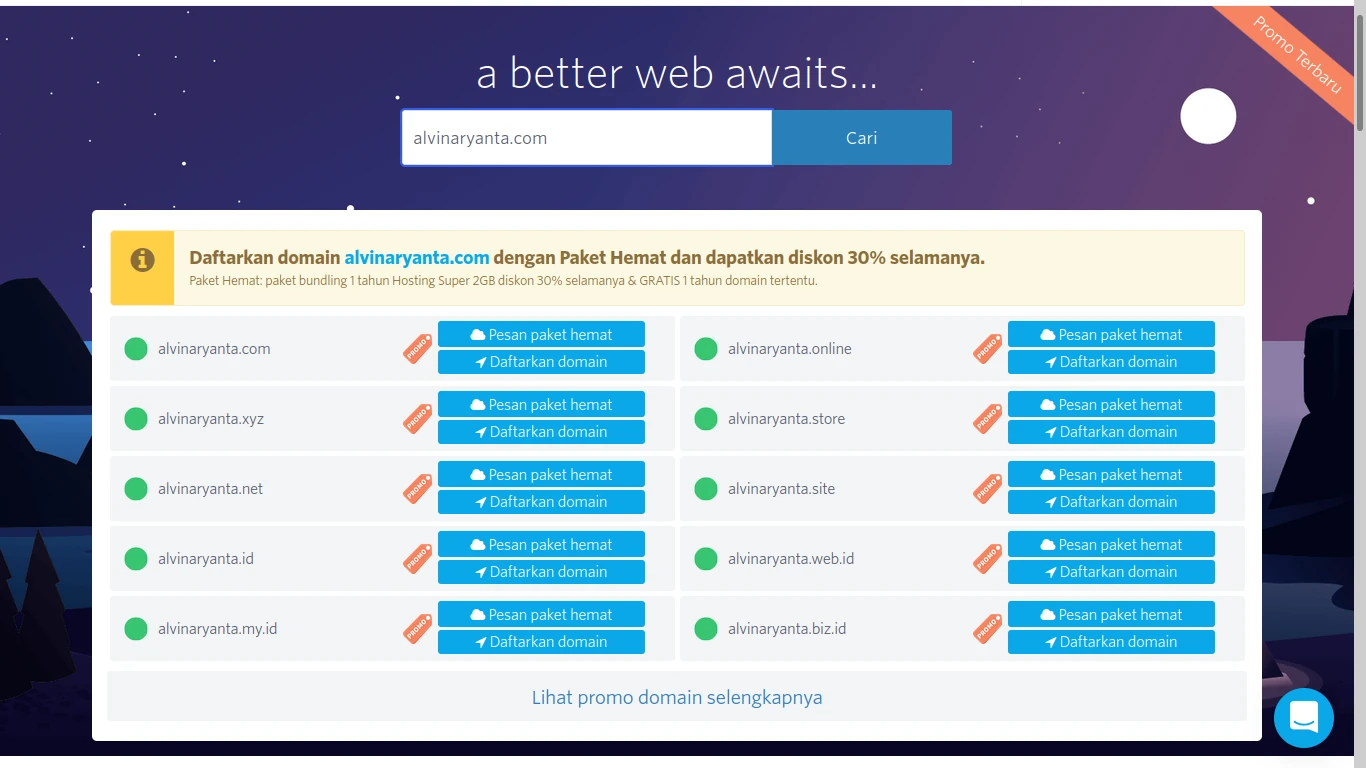 Promo Terbaru
a better web awaits...
alvinaryanta.com
Cari
Daftarkan domain alvinaryanta.com dengan Paket Hemat dan dapatkan diskon 30% selamanya.
Paket Hemat: paket bundling 1 tahun Hosting Super 2GB diskon 30% selamanya & GRATIS 1 tahun domain tertentu.
alvinaryanta.com
PROMO
Pesan paket hemat
Daftarkan domain
alvinaryanta.online
PROMO
Pesan paket hemat
Daftarkan domain
alvinaryanta.xyz
PROMO
Pesan paket hemat
Daftarkan domain
alvinaryanta.store
PROMO
Pesan paket hemat
Daftarkan domain
alvinaryanta.net
PROMO
Pesan paket hemat
Daftarkan domain
alvinaryanta.site
PROMO
Pesan paket hemat
Daftarkan domain
alvinaryanta.id
PROMO
Pesan paket hemat
Daftarkan domain
alvinaryanta.web.id
PROMO
Pesan paket hemat
Daftarkan domain
alvinaryanta.my.id
PROMO
Pesan paket hemat
Daftarkan domain
alvinaryanta.biz.id
PROMO
Pesan paket hemat
Daftarkan domain
Lihat promo domain selengkapnya